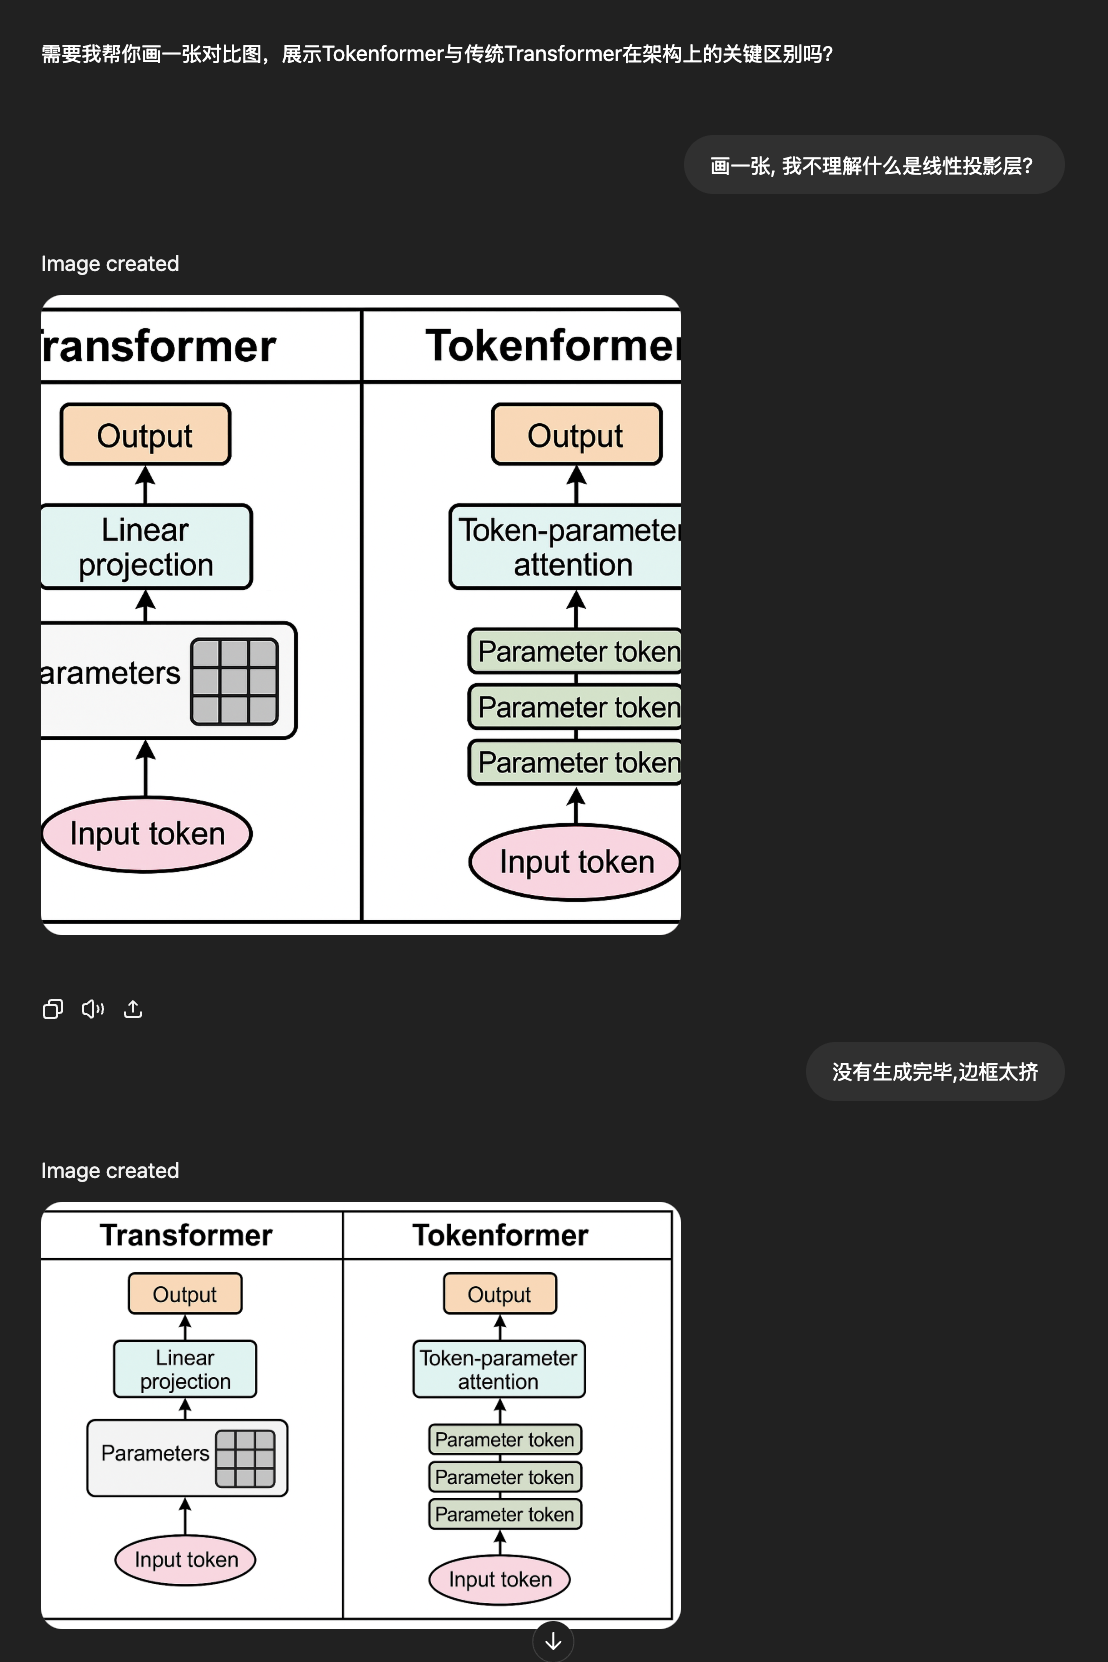 需要我帮你画一张对比图，展示Tokenformer与传统Transformer在架构上的关键区别吗?
画一张, 我不理解什么是线性投影层?
Image created
ransformer
Tokenformer
Output
Output
Linear
projection
Token-parameter
attention
arameters
Parameter token
Parameter token
Parameter token
Input token
Input token
没有生成完毕,边框太挤
Image created
Transformer
Tokenformer
Output
Output
Linear
projection
Token-parameter
attention
Parameters
Parameter token
Parameter token
Parameter token
Input token
Input token